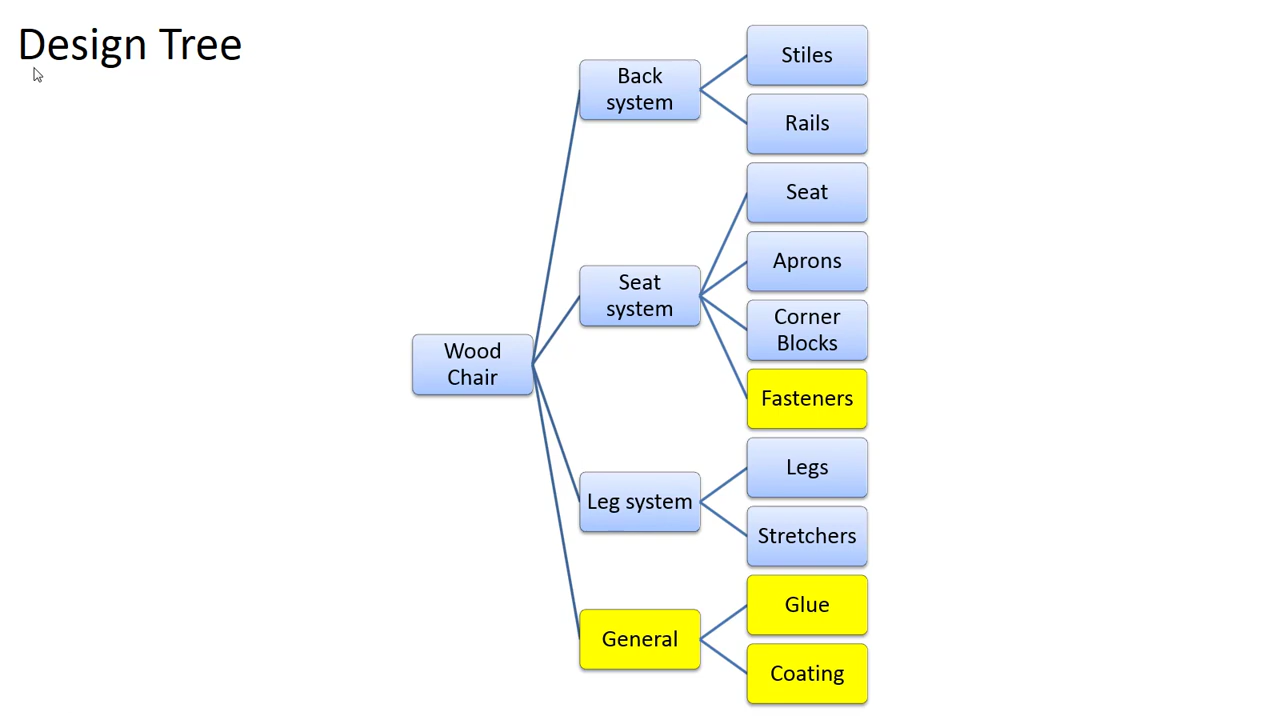 Design Tree
Wood
Chair
Back
system
Stiles
Rails
Seat
system
Seat
Aprons
Corner
Blocks
Fasteners
Leg system
Legs
Stretchers
General
Glue
Coating